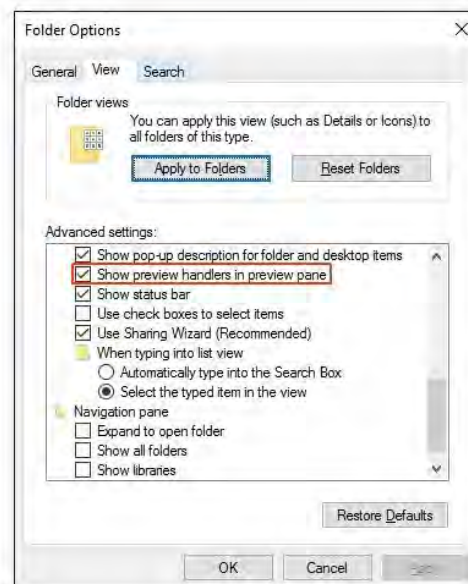 Folder Options
General View Search
Folder views
You can apply this view (such as Details or Icons) to
all folders of this type.
Apply to Folders Reset Folders
Advanced settings:
Show pop-up description for folder and desktop items
Show preview handlers in preview pane
Show status bar
Use check boxes to select items
Use Sharing Wizard (Recommended)
When typing into list view
Automatically type into the Search Box
Select the typed item in the view
Navigation pane
Expand to open folder
Show all folders
Show libraries
Restore Defaults
OK Cancel